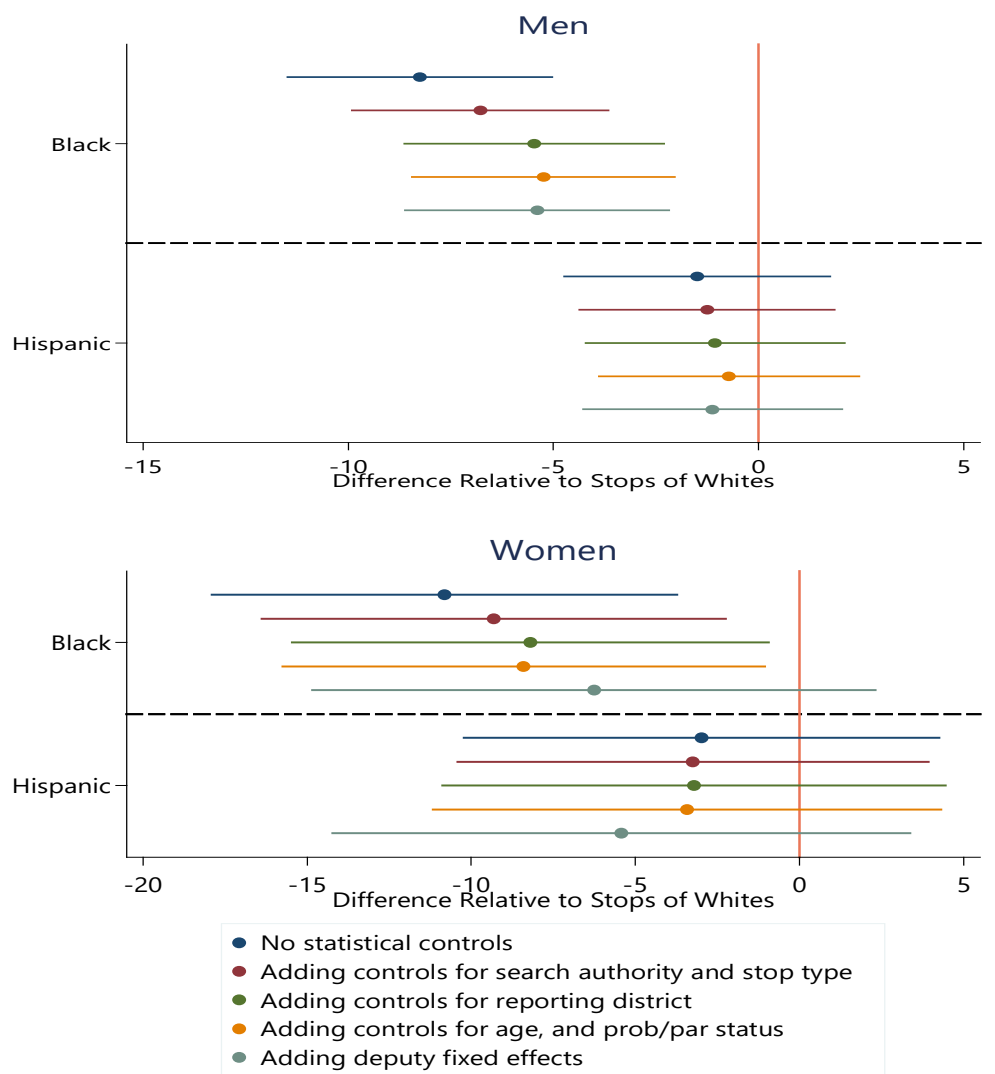 Men
Black
Hispanic
-15 -10 -5 0 5
Difference Relative to Stops of Whites
Women
Black
Hispanic
-20 -15 -10 -5 0 5
Difference Relative to Stops of Whites
No statistical controls
Adding controls for search authority and stop type
Adding controls for reporting district
Adding controls for age, and prob/par status
Adding deputy fixed effects